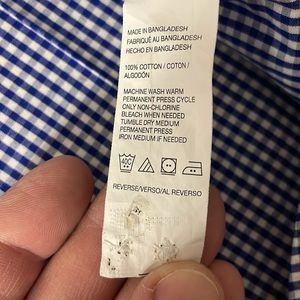 MADE IN BANGLADESH
FABRIQUÉ AU BANGLADESH
HECHO EN BANGLADESH
100% COTTON / COTON /
ALGODÓN
MACHINE WASH WARM
PERMANENT PRESS CYCLE
ONLY NON-CHLORINE
BLEACH WHEN NEEDED
TUMBLE DRY MEDIUM
PERMANENT PRESS
IRON MEDIUM IF NEEDED
40C
REVERSE/VERSO/AL REVERSO